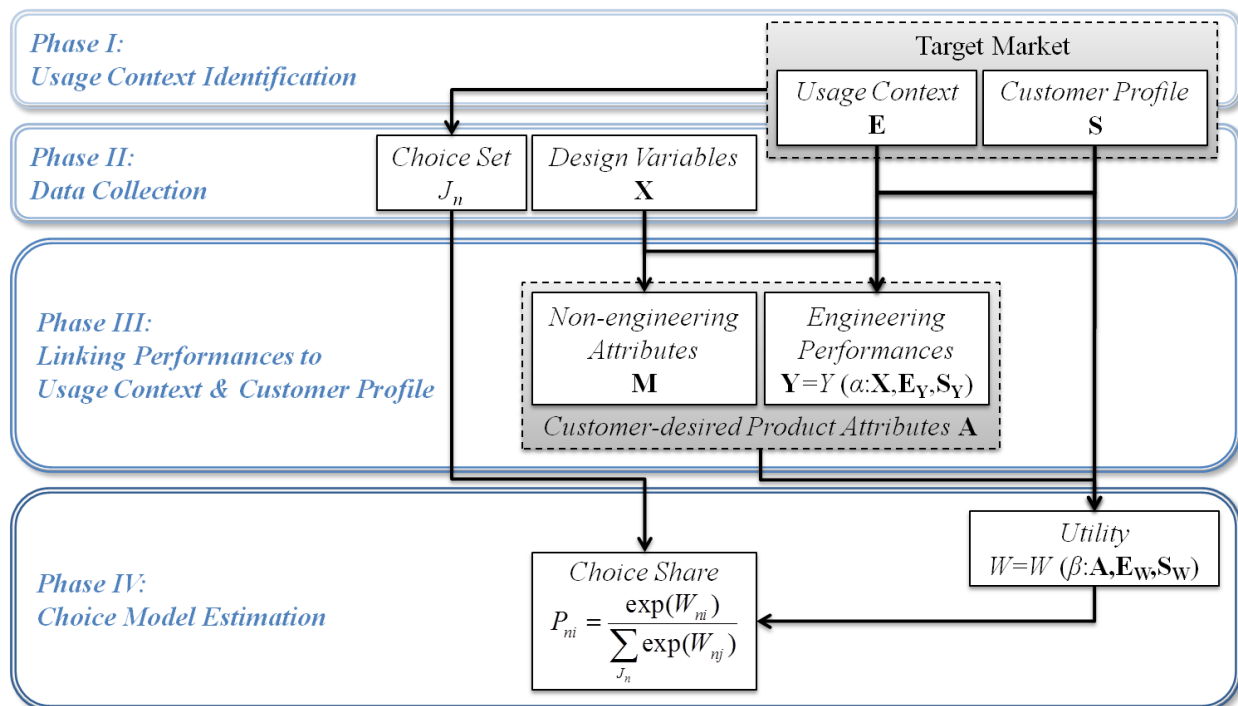 Phase I:
Usage Context Identification
Target Market
Usage Context
E
Customer Profile
S
Phase II:
Data Collection
Choice Set
J_n
Design Variables
X
Phase III:
Linking Performances to
Usage Context & Customer Profile
Non-engineering
Attributes
M
Engineering
Performances
Y=Y (α:X,E_Y,S_Y)
Customer-desired Product Attributes A
Phase IV:
Choice Model Estimation
Choice Share
P_ni = exp(W_ni) / ∑_{J_n} exp(W_nj)
Utility
W=W (β:A,E_W,S_W)